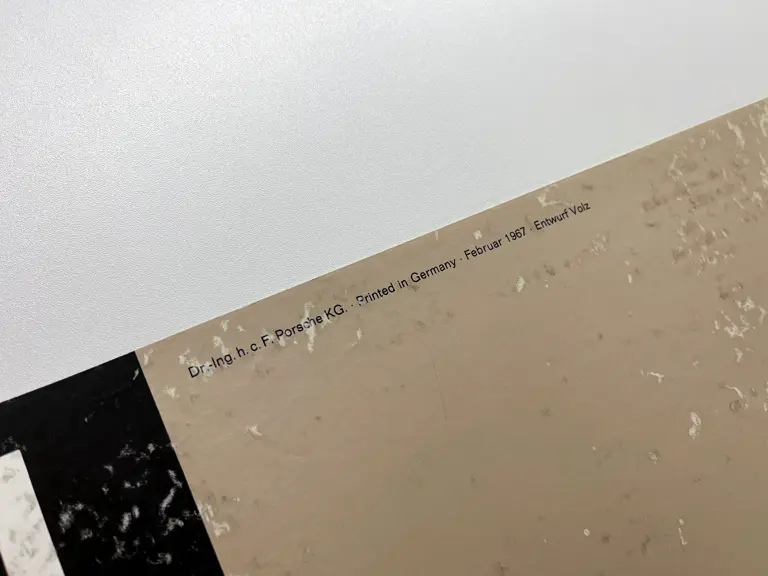 Dr.-Ing. h. c. F. Porsche KG. · Printed in Germany · Februar 1967 · Entwurf Volz